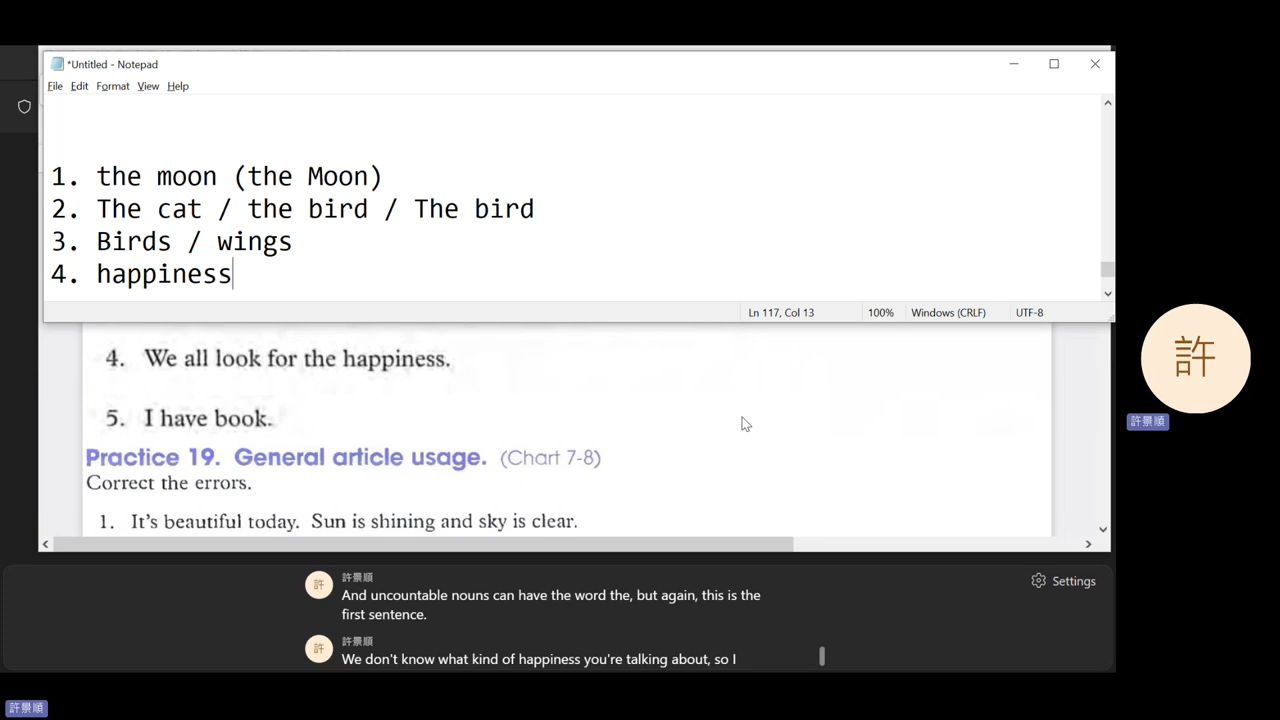 *Untitled - Notepad
File Edit Format View Help
1. the moon (the Moon)
2. The cat / the bird / The bird
3. Birds / wings
4. happiness
Ln 117, Col 13 100% Windows (CRLF) UTF-8
4. We all look for the happiness.
5. I have book.
Practice 19. General article usage. (Chart 7-8)
Correct the errors.
1. It's beautiful today. Sun is shining and sky is clear.
許
許景順
許 許景順
And uncountable nouns can have the word the, but again, this is the
first sentence.
許 許景順
We don't know what kind of happiness you're talking about, so I
Settings
許景順